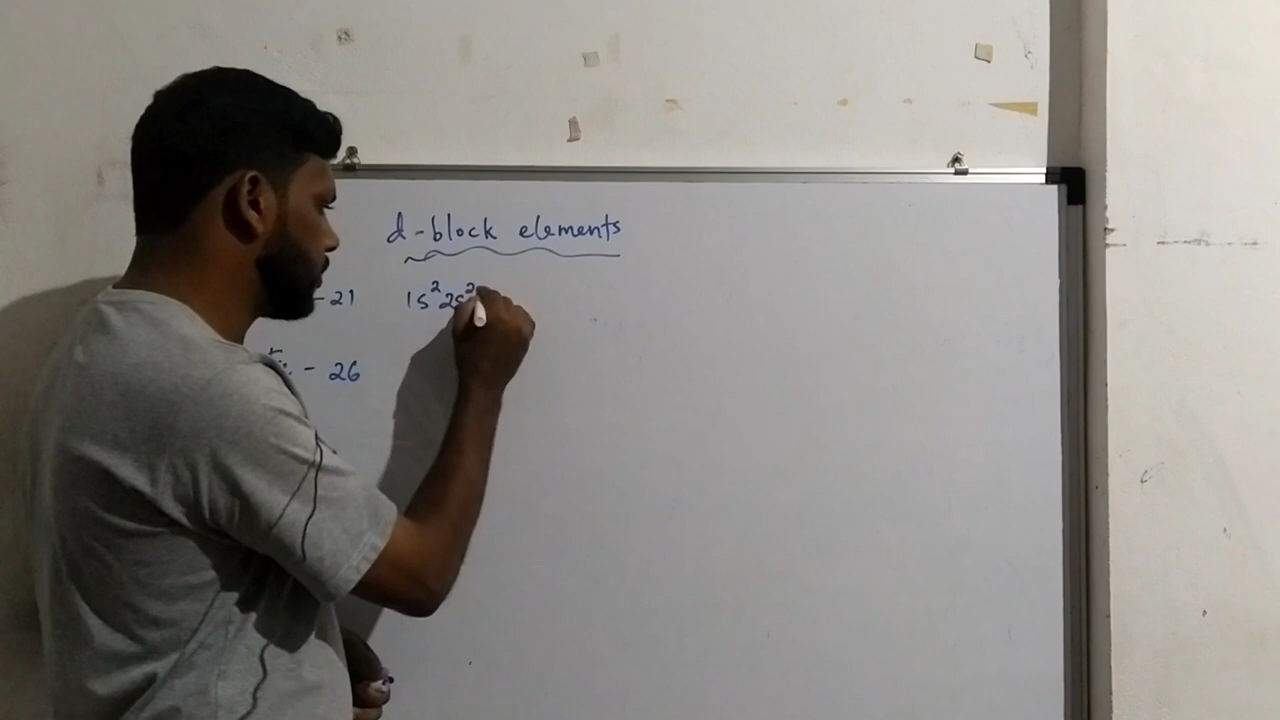 d-block elements
-21 1s²2s²
- 26